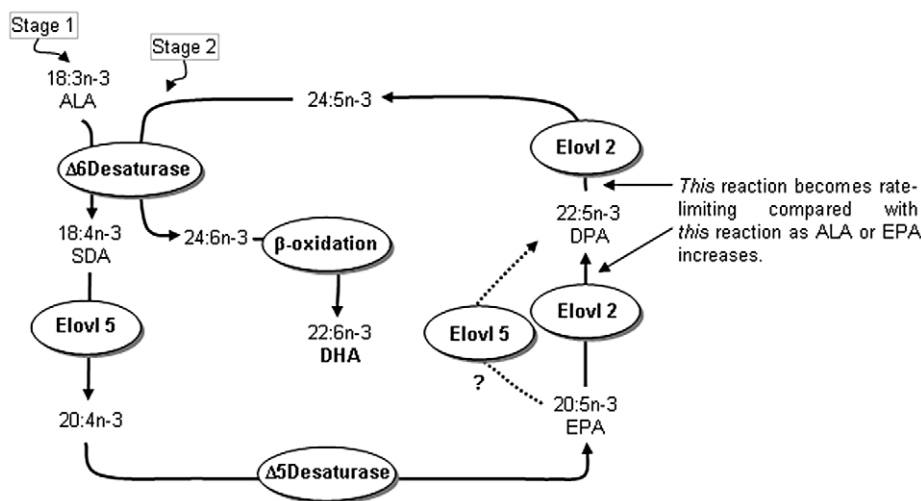 Stage 1
Stage 2
18:3n-3
ALA
24:5n-3
Elovl 2
Δ6Desaturase
This reaction becomes rate-
limiting compared with
this reaction as ALA or EPA
increases.
22:5n-3
DPA
18:4n-3
SDA
24:6n-3
β-oxidation
Elovl 2
Elovl 5
Elovl 5
22:6n-3
DHA
?
20:4n-3
20:5n-3
EPA
Δ5Desaturase